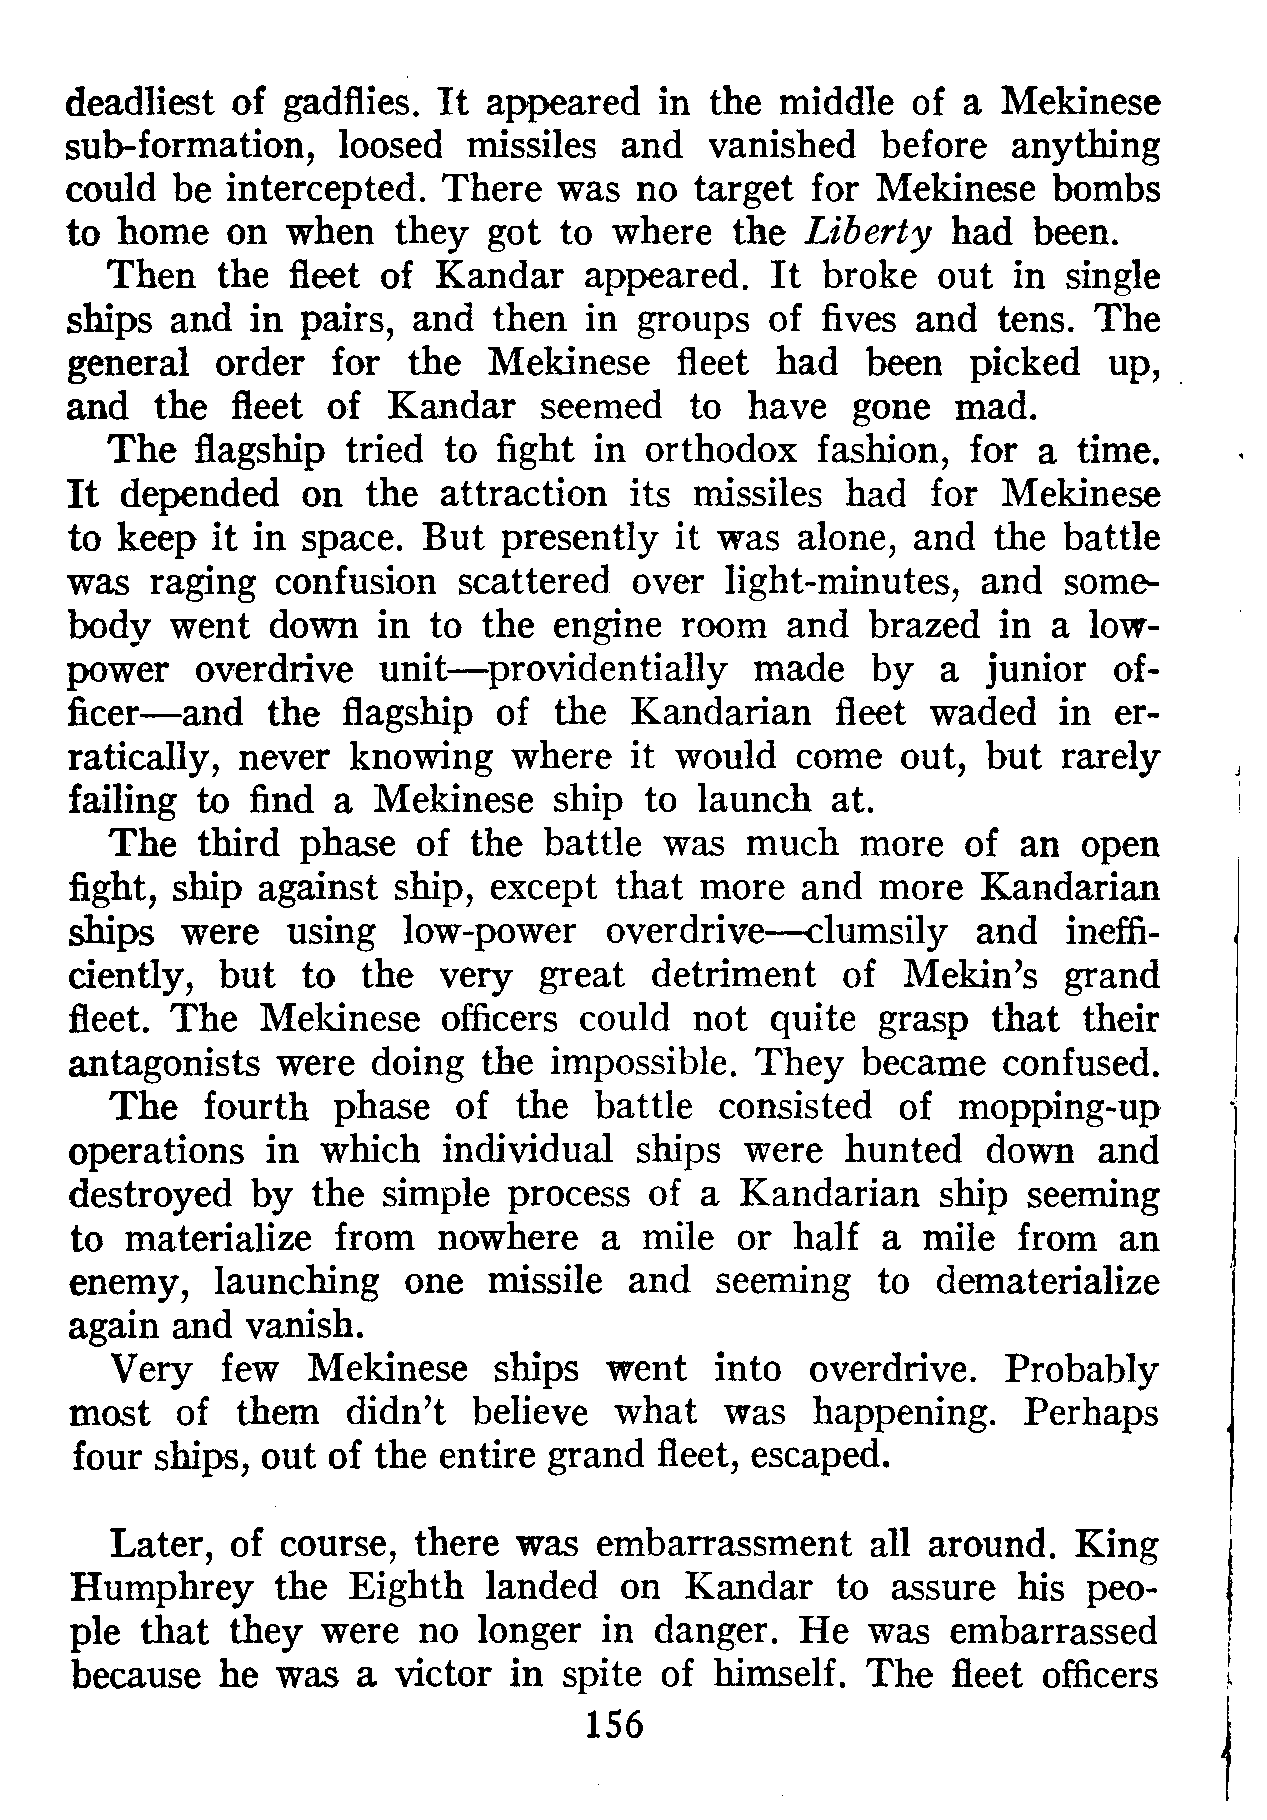 deadliest of gadflies. It appeared in the middle of a Mekinese
sub-formation, loosed missiles and vanished before anything
could be intercepted. There was no target for Mekinese bombs
to home on when they got to where the Liberty had been.
Then the fleet of Kandar appeared. It broke out in single
ships and in pairs, and then in groups of fives and tens. The
general order for the Mekinese fleet had been picked up,
and the fleet of Kandar seemed to have gone mad.
The flagship tried to fight in orthodox fashion, for a time.
It depended on the attraction its missiles had for Mekinese
to keep it in space. But presently it was alone, and the battle
was raging confusion scattered over light-minutes, and some-
body went down in to the engine room and brazed in a low-
power overdrive unit—providentially made by a junior of-
ficer—and the flagship of the Kandarian fleet waded in er-
ratically, never knowing where it would come out, but rarely
failing to find a Mekinese ship to launch at.
The third phase of the battle was much more of an open
fight, ship against ship, except that more and more Kandarian
ships were using low-power overdrive—clumsily and ineffi-
ciently, but to the very great detriment of Mekin's grand
fleet. The Mekinese officers could not quite grasp that their
antagonists were doing the impossible. They became confused.
The fourth phase of the battle consisted of mopping-up
operations in which individual ships were hunted down and
destroyed by the simple process of a Kandarian ship seeming
to materialize from nowhere a mile or half a mile from an
enemy, launching one missile and seeming to dematerialize
again and vanish.
Very few Mekinese ships went into overdrive. Probably
most of them didn't believe what was happening. Perhaps
four ships, out of the entire grand fleet, escaped.
Later, of course, there was embarrassment all around. King
Humphrey the Eighth landed on Kandar to assure his peo-
ple that they were no longer in danger. He was embarrassed
because he was a victor in spite of himself. The fleet officers
156